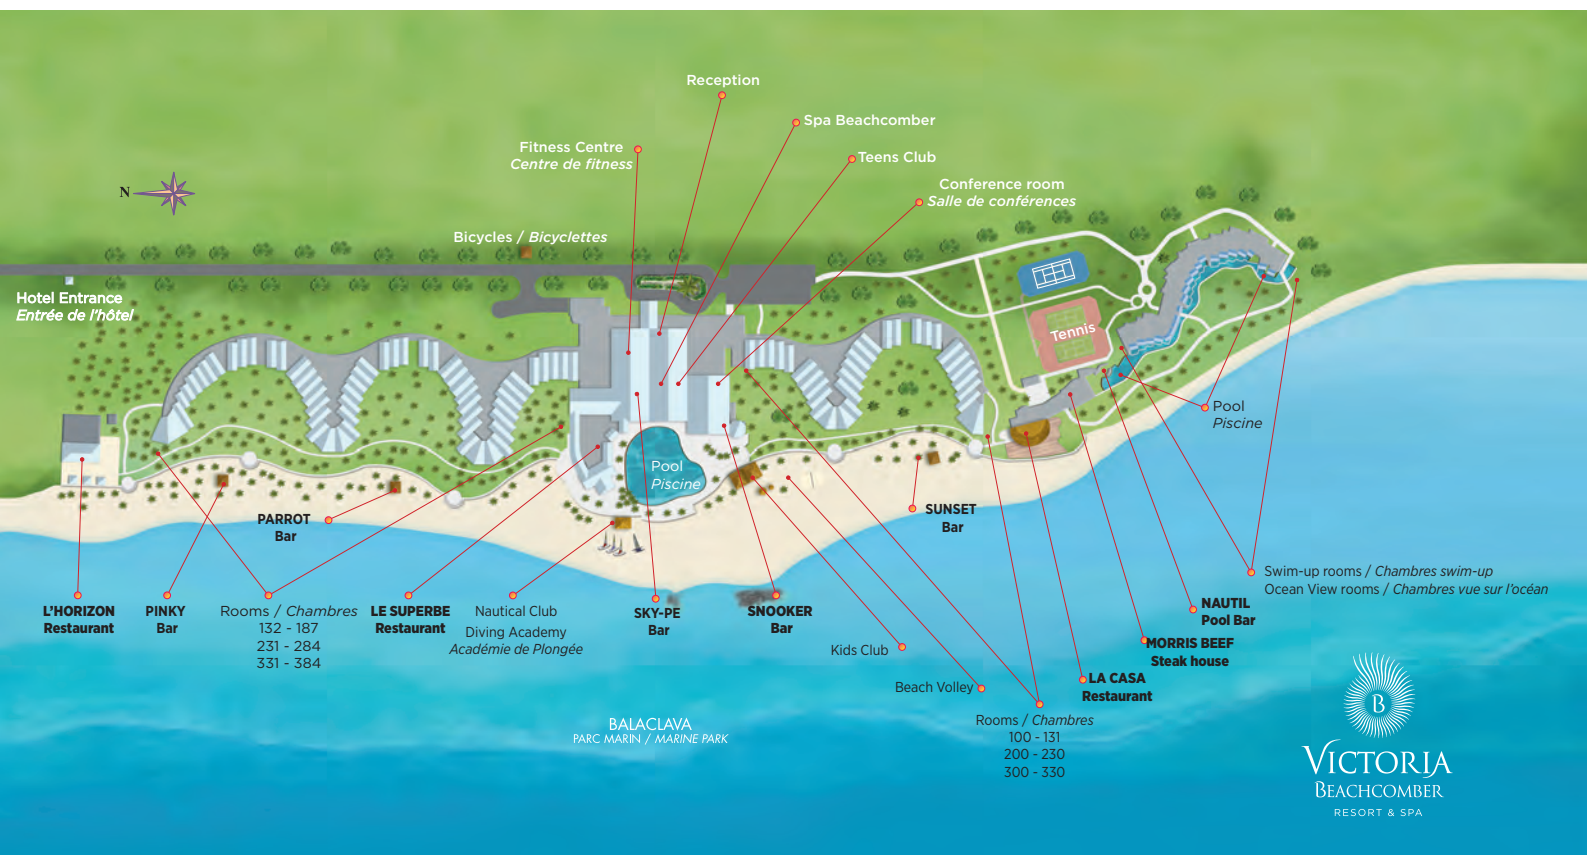 Reception
Spa Beachcomber
Fitness Centre
Centre de fitness
Teens Club
Conference room
Salle de conférences
N
Bicycles / Bicyclettes
Hotel Entrance
Entrée de l'hôtel
Tennis
Pool
Piscine
Pool
Piscine
PARROT
Bar
SUNSET
Bar
L'HORIZON
Restaurant
PINKY
Bar
Rooms / Chambres
132 - 187
231 - 284
331 - 384
LE SUPERBE
Restaurant
Nautical Club
Diving Academy
Académie de Plongée
SKY-PE
Bar
SNOOKER
Bar
Kids Club
Beach Volley
Rooms / Chambres
100 - 131
200 - 230
300 - 330
LA CASA
Restaurant
MORRIS BEEF
Steak house
NAUTIL
Pool Bar
Swim-up rooms / Chambres swim-up
Ocean View rooms / Chambres vue sur l'océan
BALACLAVA
PARC MARIN / MARINE PARK
B
VICTORIA
BEACHCOMBER
RESORT & SPA